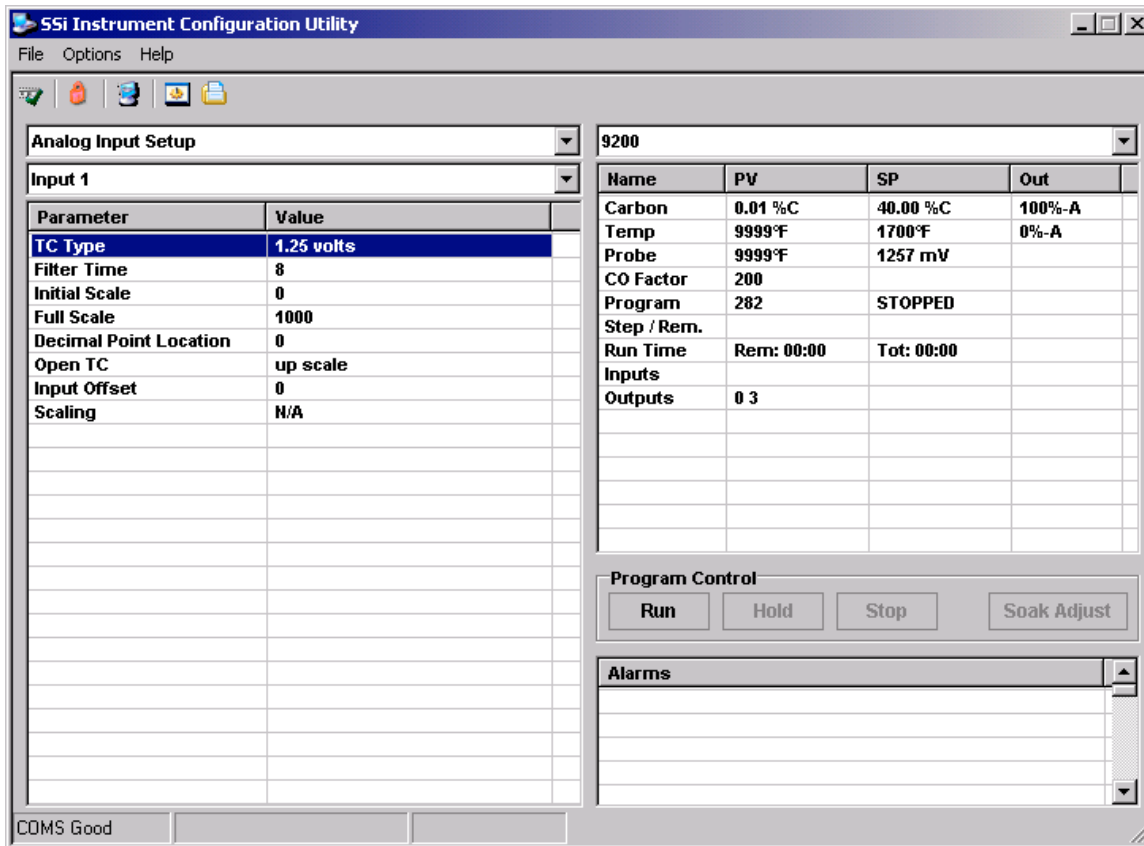 SSi Instrument Configuration Utility
File Options Help
Analog Input Setup
Input 1
Parameter Value
TC Type 1.25 volts
Filter Time 8
Initial Scale 0
Full Scale 1000
Decimal Point Location 0
Open TC up scale
Input Offset 0
Scaling N/A
9200
Name PV SP Out
Carbon 0.01 %C 40.00 %C 100%-A
Temp 9999°F 1700°F 0%-A
Probe 9999°F 1257 mV
CO Factor 200
Program 282 STOPPED
Step / Rem.
Run Time Rem: 00:00 Tot: 00:00
Inputs
Outputs 0 3
Program Control
Run Hold Stop Soak Adjust
Alarms
COMS Good